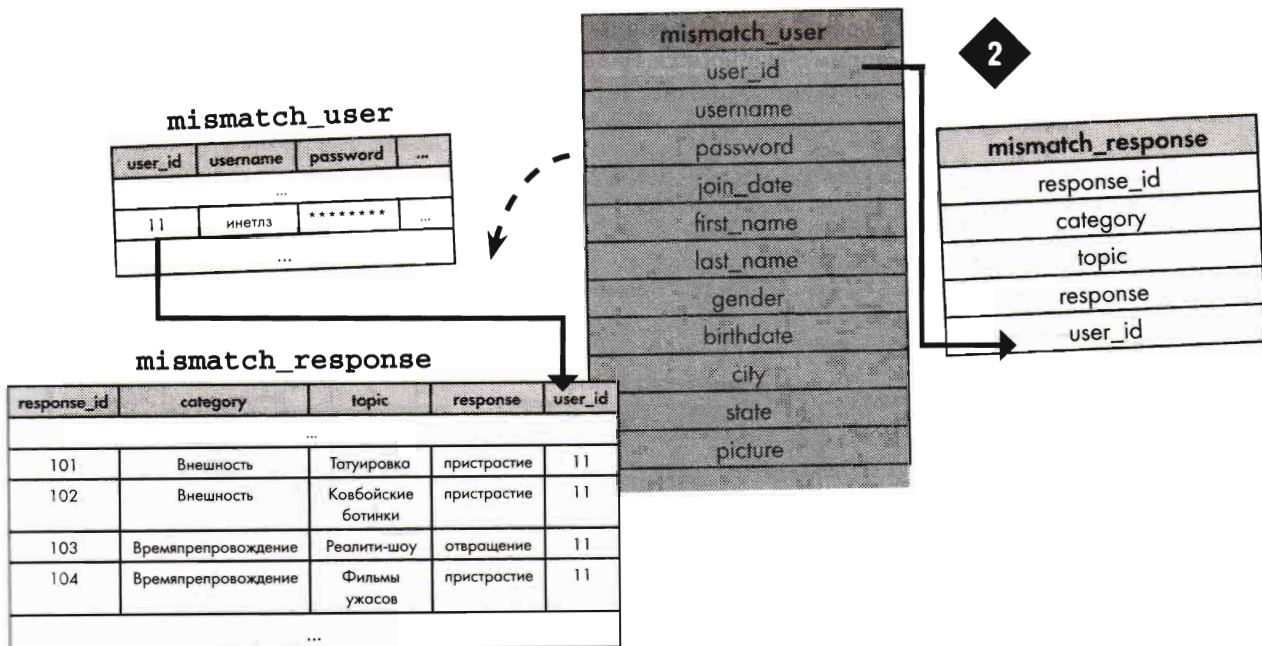 mismatch_user
user_id username password ...
...
11 инетлз ******** ...
...
mismatch_response
response_id category topic response user_id
...
101 Внешность Татуировка пристрастие 11
102 Внешность Ковбойские ботинки пристрастие 11
103 Времяпрепровождение Реалити-шоу отвращение 11
104 Времяпрепровождение Фильмы ужасов пристрастие 11
...
mismatch_user
user_id
username
password
join_date
first_name
last_name
gender
birthdate
city
state
picture
2
mismatch_response
response_id
category
topic
response
user_id